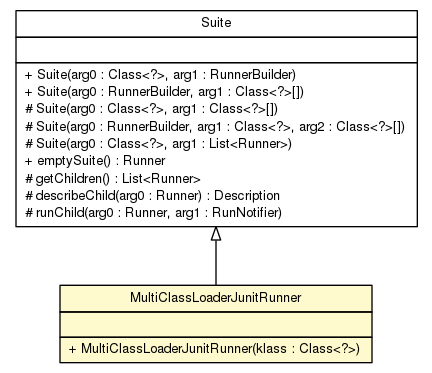 Suite
+ Suite(arg0 : Class<?>, arg1 : RunnerBuilder)
+ Suite(arg0 : RunnerBuilder, arg1 : Class<?>[])
# Suite(arg0 : Class<?>, arg1 : Class<?>[])
# Suite(arg0 : RunnerBuilder, arg1 : Class<?>, arg2 : Class<?>[])
# Suite(arg0 : Class<?>, arg1 : List<Runner>)
+ emptySuite() : Runner
# getChildren() : List<Runner>
# describeChild(arg0 : Runner) : Description
# runChild(arg0 : Runner, arg1 : RunNotifier)
MultiClassLoaderJunitRunner
+ MultiClassLoaderJunitRunner(klass : Class<?>)